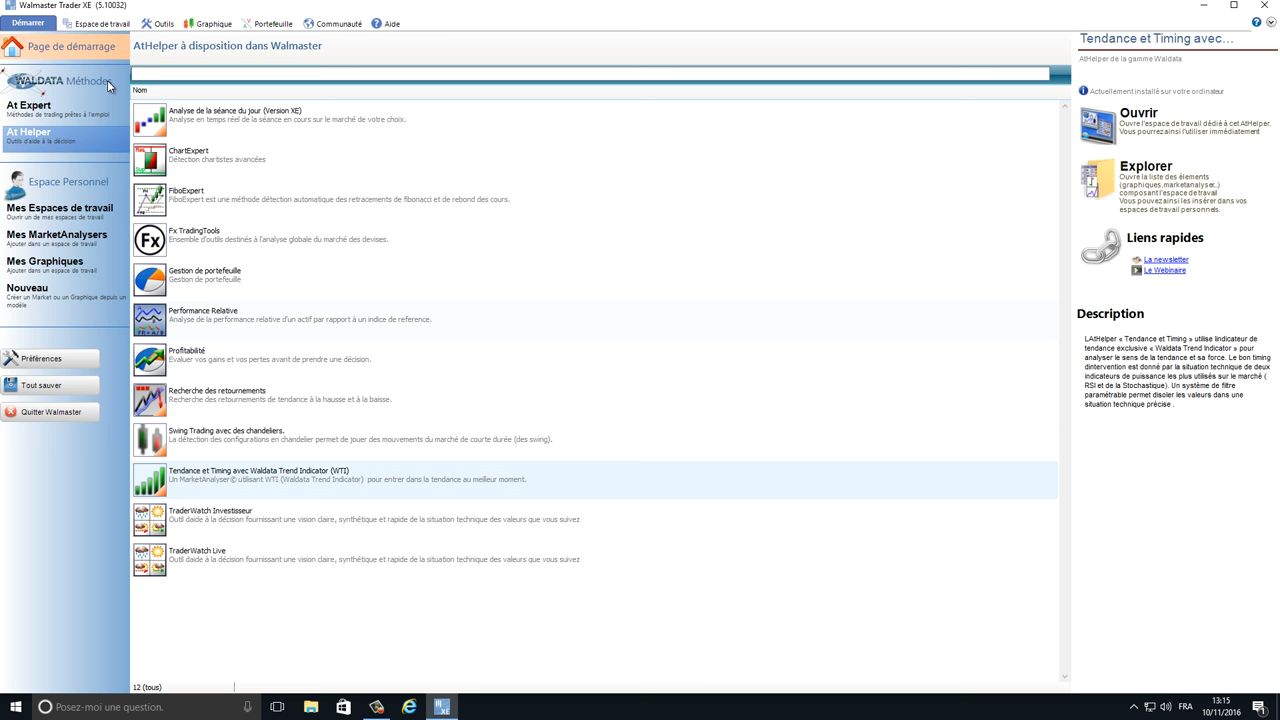 Walmaster Trader XE (5.10032)
Démarrer
Espace de travail
Outils
Graphique
Portefeuille
Communauté
Aide
Page de démarrage
WALDATA Méthodes
At Expert
Méthodes de trading prêtes à l'emploi
At Helper
Outils d'aide à la décision
Espace Personnel
Mes Espaces de travail
Ouvrir un de mes espaces de travail
Mes MarketAnalysers
Ajouter dans un espace de travail
Mes Graphiques
Ajouter dans un espace de travail
Nouveau
Créer un Market ou un Graphique depuis un
modèle
Préférences
Tout sauver
Quitter Walmaster
AtHelper à disposition dans Walmaster
Nom
Analyse de la séance du jour (Version XE)
Analyse en temps réel de la séance en cours sur le marché de votre choix.
ChartExpert
Détection chartistes avancées
FiboExpert
FiboExpert est une méthode détection automatique des retracements de fibonacci et de rebond des cours.
Fx
Fx TradingTools
Ensemble d'outils destinés à l'analyse globale du marché des devises.
Gestion de portefeuille
Gestion de portefeuille
Performance Relative
Analyse de la performance relative d'un actif par rapport à un indice de reference.
Profitabilité
Evaluer vos gains et vos pertes avant de prendre une décision.
Recherche des retournements
Recherche des retournements de tendance à la hausse et à la baisse.
Swing Trading avec des chandeliers.
La détection des configurations en chandelier permet de jouer des mouvements du marché de courte durée (des swing).
Tendance et Timing avec Waldata Trend Indicator (WTI)
Un MarketAnalyser© utilisant WTI (Waldata Trend Indicator) pour entrer dans la tendance au meilleur moment.
TraderWatch Investisseur
Outil daide à la décision fournissant une vision claire, synthétique et rapide de la situation technique des valeurs que vous suivez
TraderWatch Live
Outil daide à la décision fournissant une vision claire, synthétique et rapide de la situation technique des valeurs que vous suivez
12 (tous)
Tendance et Timing avec...
AtHelper de la gamme Waldata
Actuellement installé sur votre ordinateur
Ouvrir
Ouvre l'espace de travail dédié à cet AtHelper.
Vous pourrez ainsi l'utiliser immédiatement
Explorer
Ouvre la liste des élements
(graphiques,marketanalyser..)
composant l'espace de travail
Vous pouvez ainsi les insérer dans vos
espaces de travail personnels.
Liens rapides
La newsletter
Le Webinaire
Description
LAtHelper « Tendance et Timing » utilise lindicateur de
tendance exclusive « Waldata Trend Indicator » pour
analyser le sens de la tendance et sa force. Le bon timing
dintervention est donné par la situation technique de deux
indicateurs de puissance les plus utilisés sur le marché (
RSI et de la Stochastique). Un système de filtre
paramétrable permet disoler les valeurs dans une
situation technique précise .
Posez-moi une question.
XE
FRA
13:15
10/11/2016